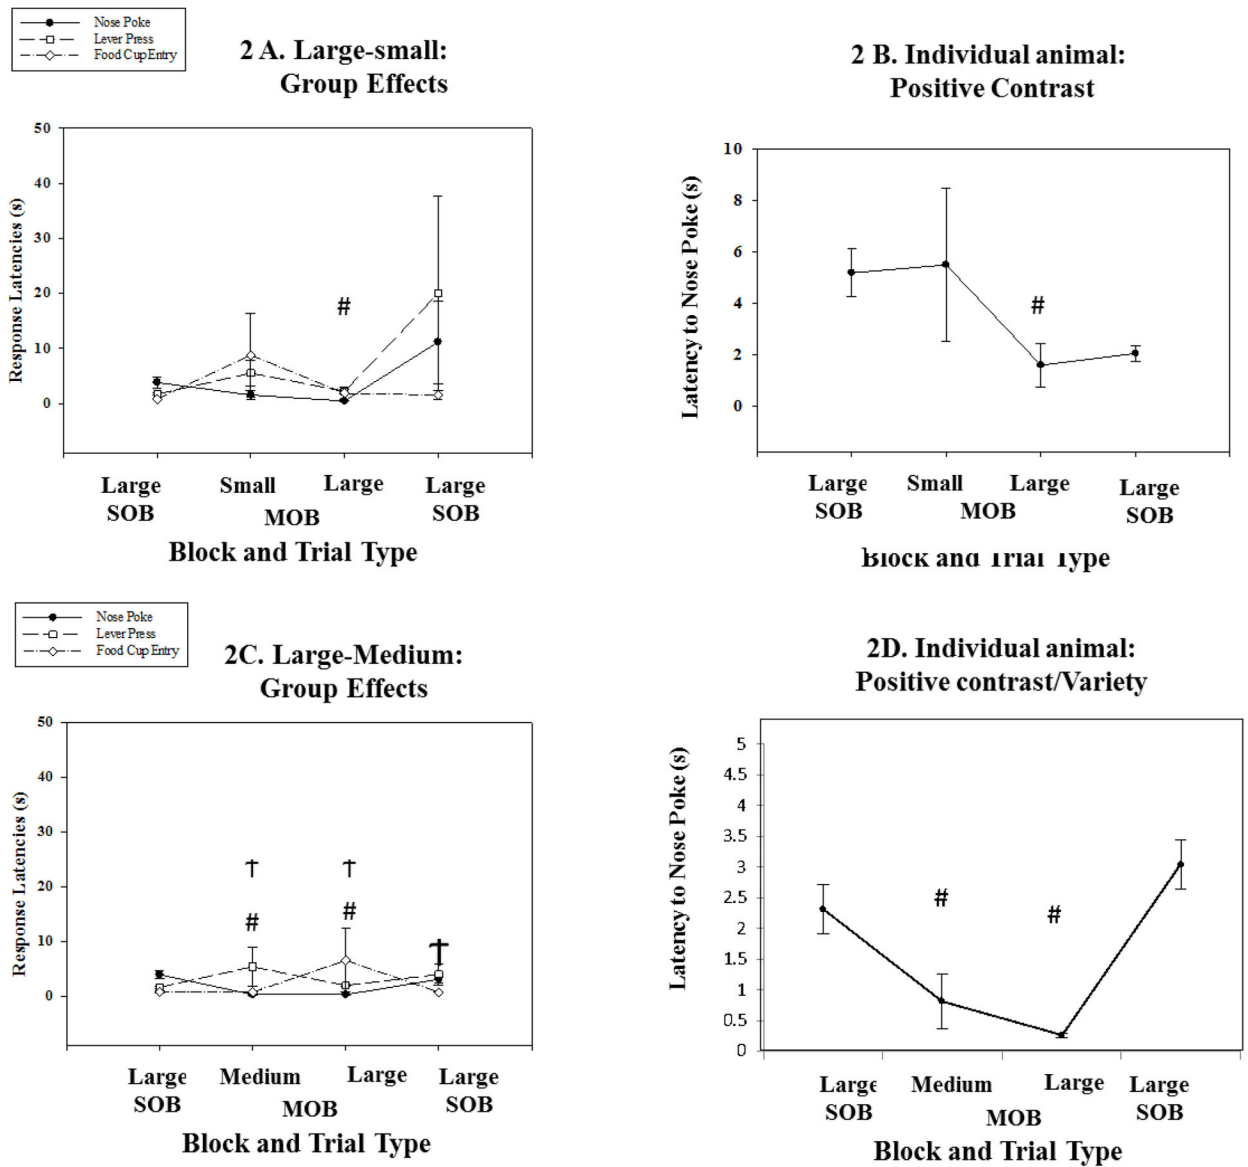 Nose Poke
Lever Press
Food Cup Entry
2 A. Large-small:
Group Effects
Response Latencies (s)
50
40
30
20
10
0
#
Large
SOB
Small
Large
MOB
Large
SOB
Block and Trial Type
2 B. Individual animal:
Positive Contrast
Latency to Nose Poke (s)
10
8
6
4
2
0
#
Large
SOB
Small
Large
MOB
Large
SOB
Block and Trial Type
Nose Poke
Lever Press
Food Cup Entry
2C. Large-Medium:
Group Effects
Response Latencies (s)
50
40
30
20
10
0
† †
# #
†
Large
SOB
Medium
Large
MOB
Large
SOB
Block and Trial Type
2D. Individual animal:
Positive contrast/Variety
Latency to Nose Poke (s)
5
4.5
4
3.5
3
2.5
2
1.5
1
0.5
0
# #
Large
SOB
Medium
Large
MOB
Large
SOB
Block and Trial Type